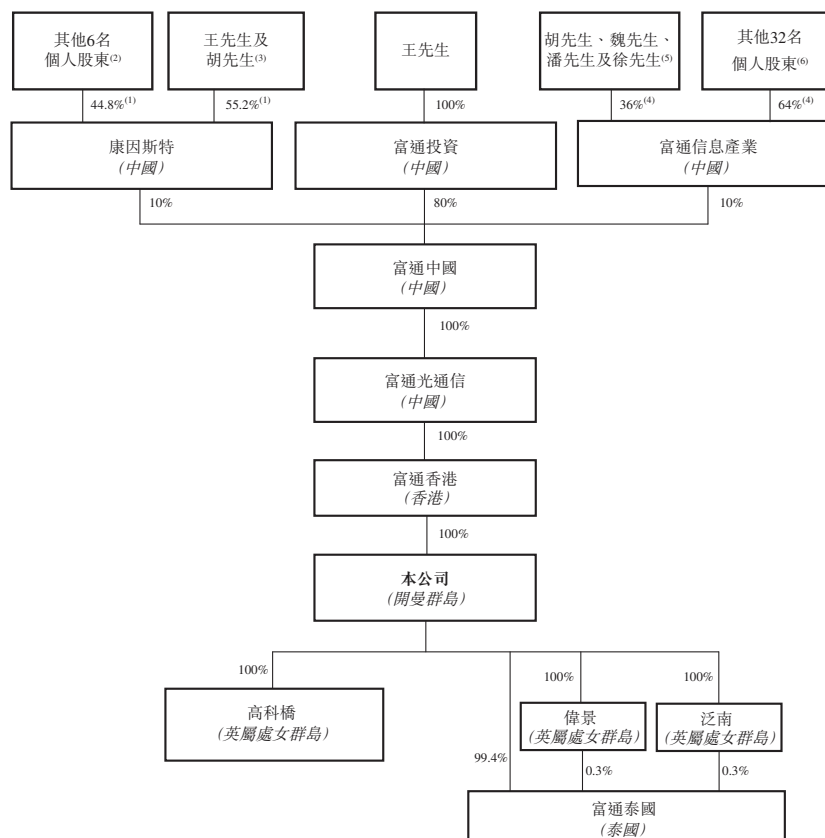 其他6名
個人股東(2)
王先生及
胡先生(3)
王先生
胡先生、魏先生、
潘先生及徐先生(5)
其他32名
個人股東(6)
44.8%(1)
55.2%(1)
100%
36%(4)
64%(4)
康因斯特
(中國)
富通投資
(中國)
富通信息產業
(中國)
10%
80%
10%
富通中國
(中國)
100%
富通光通信
(中國)
100%
富通香港
(香港)
100%
本公司
(開曼群島)
100%
100%
100%
高科橋
(英屬處女群島)
偉景
(英屬處女群島)
泛南
(英屬處女群島)
99.4%
0.3%
0.3%
富通泰國
(泰國)